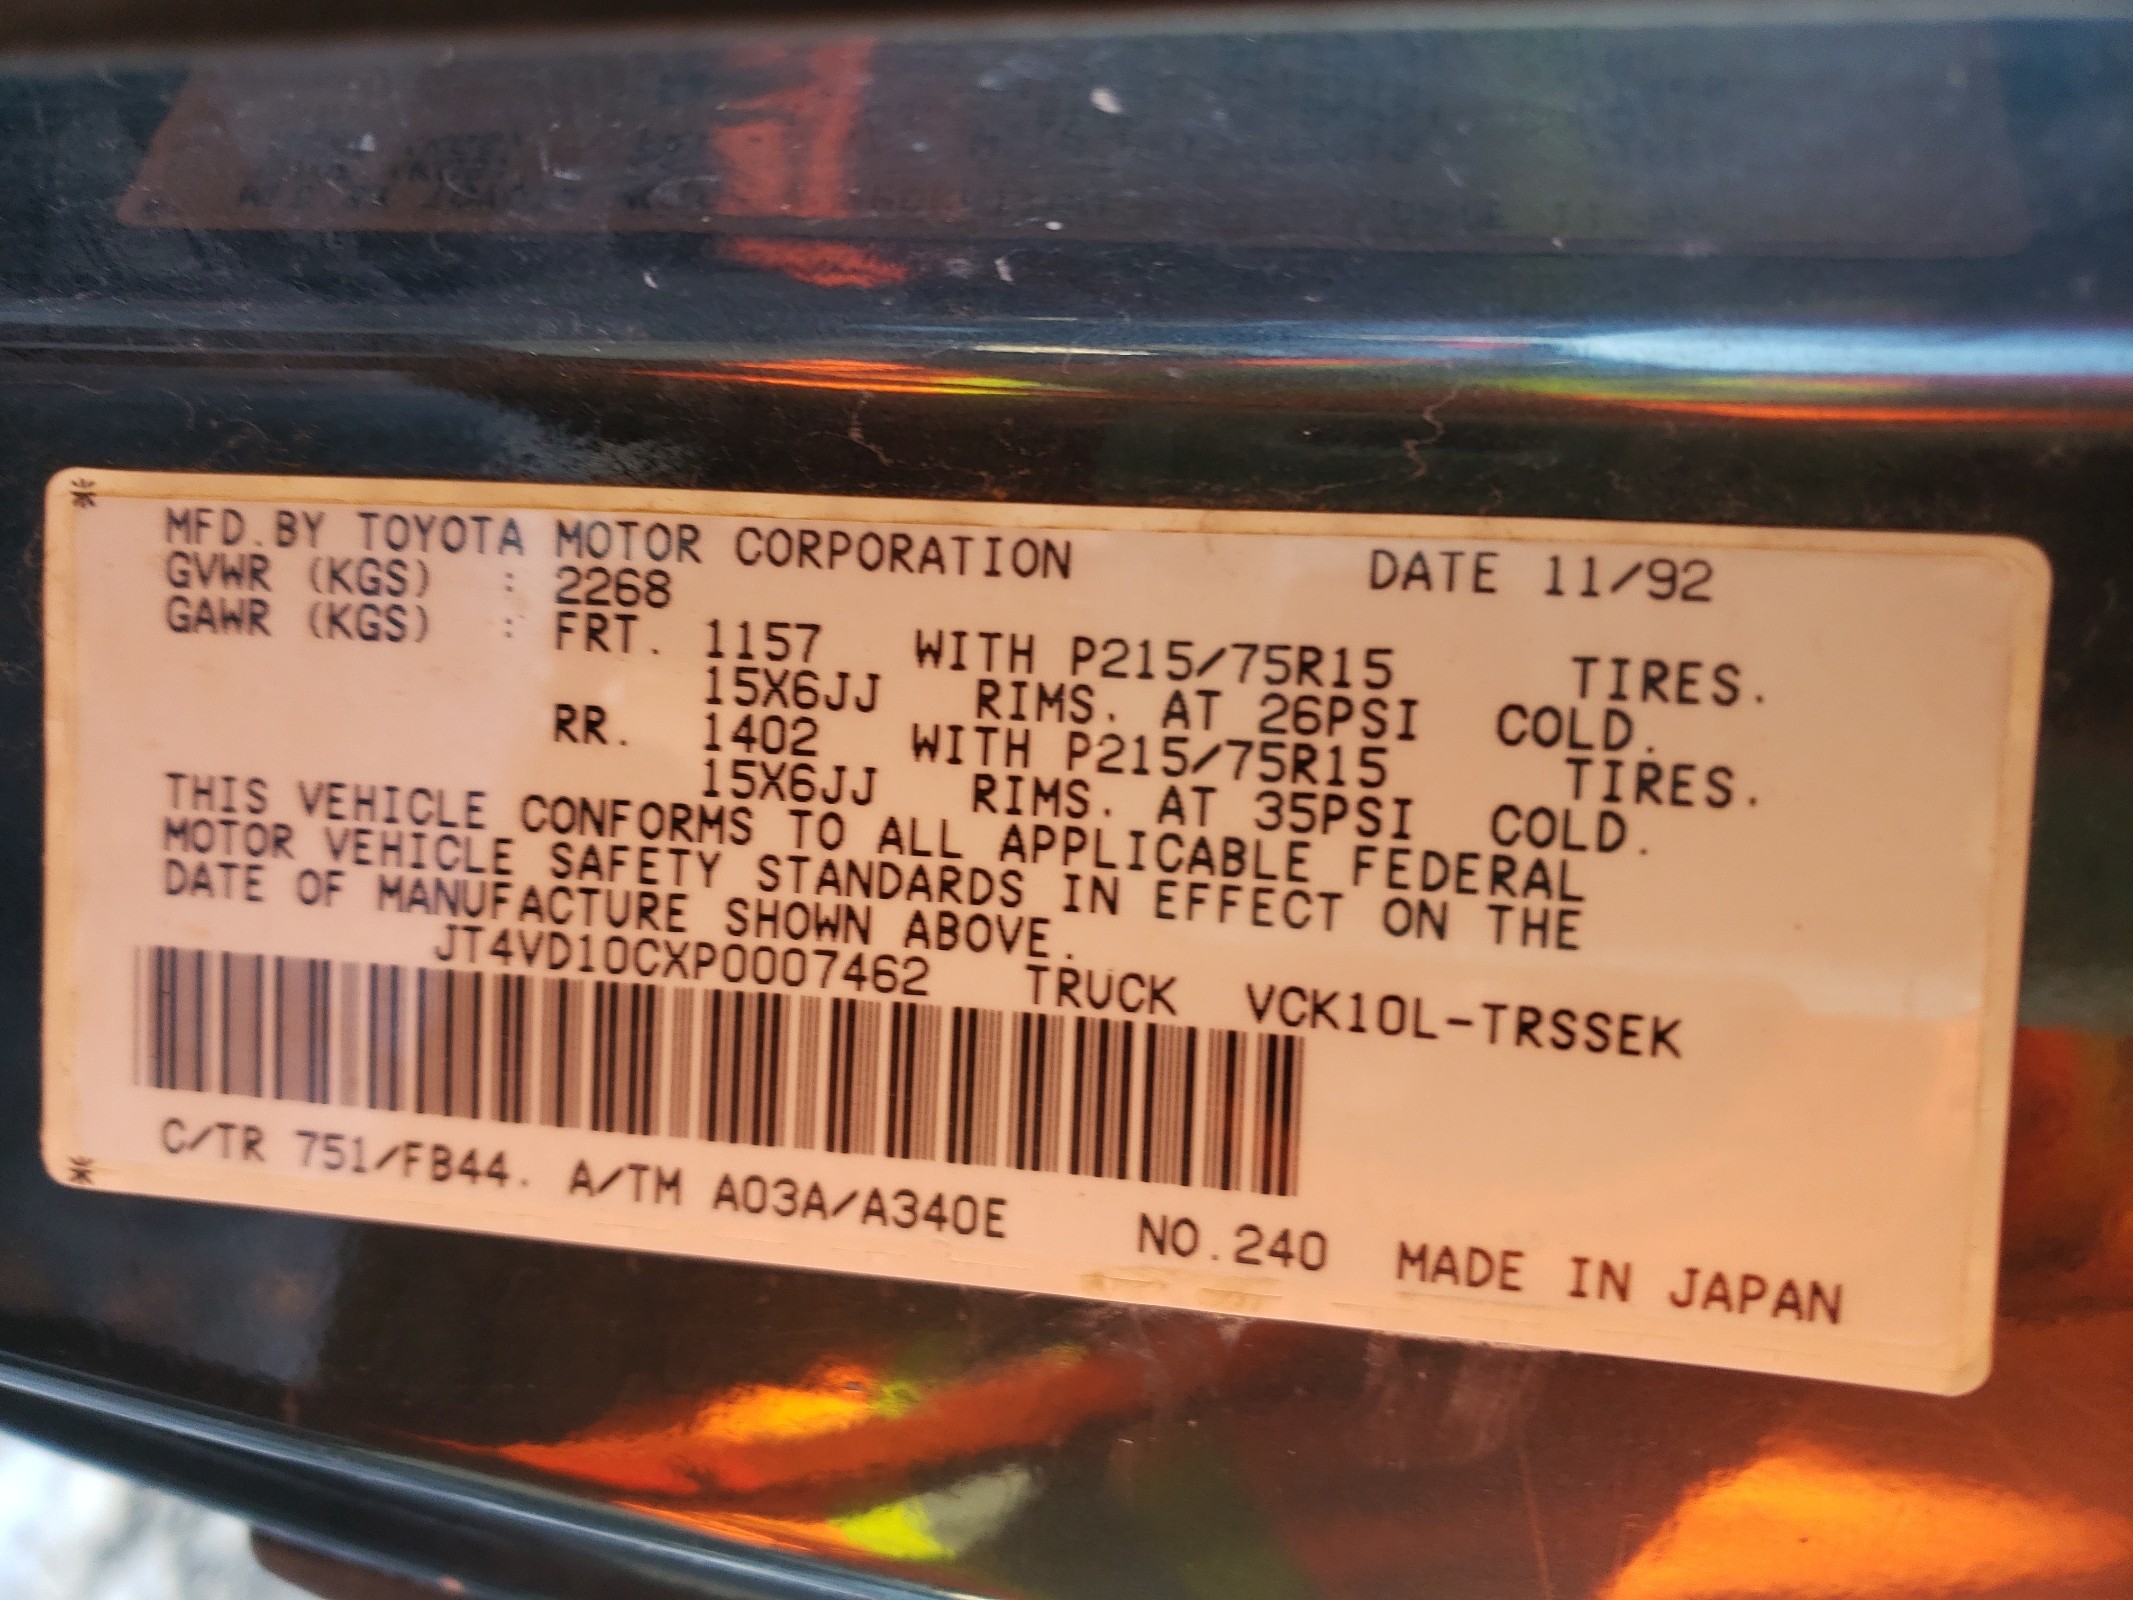 MFD.BY TOYOTA MOTOR CORPORATION DATE 11/92
GVWR (KGS) : 2268
GAWR (KGS) : FRT. 1157 WITH P215/75R15 TIRES.
15X6JJ RIMS. AT 26PSI COLD.
RR. 1402 WITH P215/75R15 TIRES.
15X6JJ RIMS. AT 35PSI COLD.
THIS VEHICLE CONFORMS TO ALL APPLICABLE FEDERAL
MOTOR VEHICLE SAFETY STANDARDS IN EFFECT ON THE
DATE OF MANUFACTURE SHOWN ABOVE.
JT4VD10CXP0007462 TRUCK VCK10L-TRSSEK
C/TR 751/FB44. A/TM A03A/A340E NO.240 MADE IN JAPAN